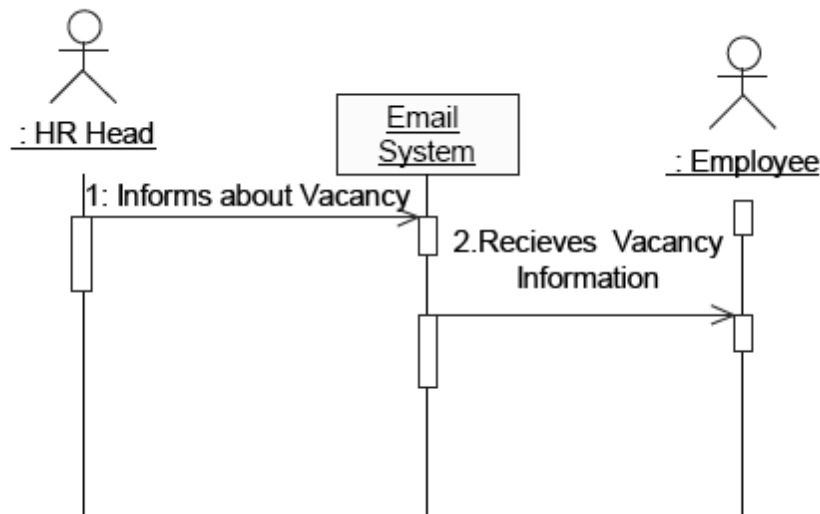 : HR Head
Email
System
: Employee
1: Informs about Vacancy
2.Recieves Vacancy
Information